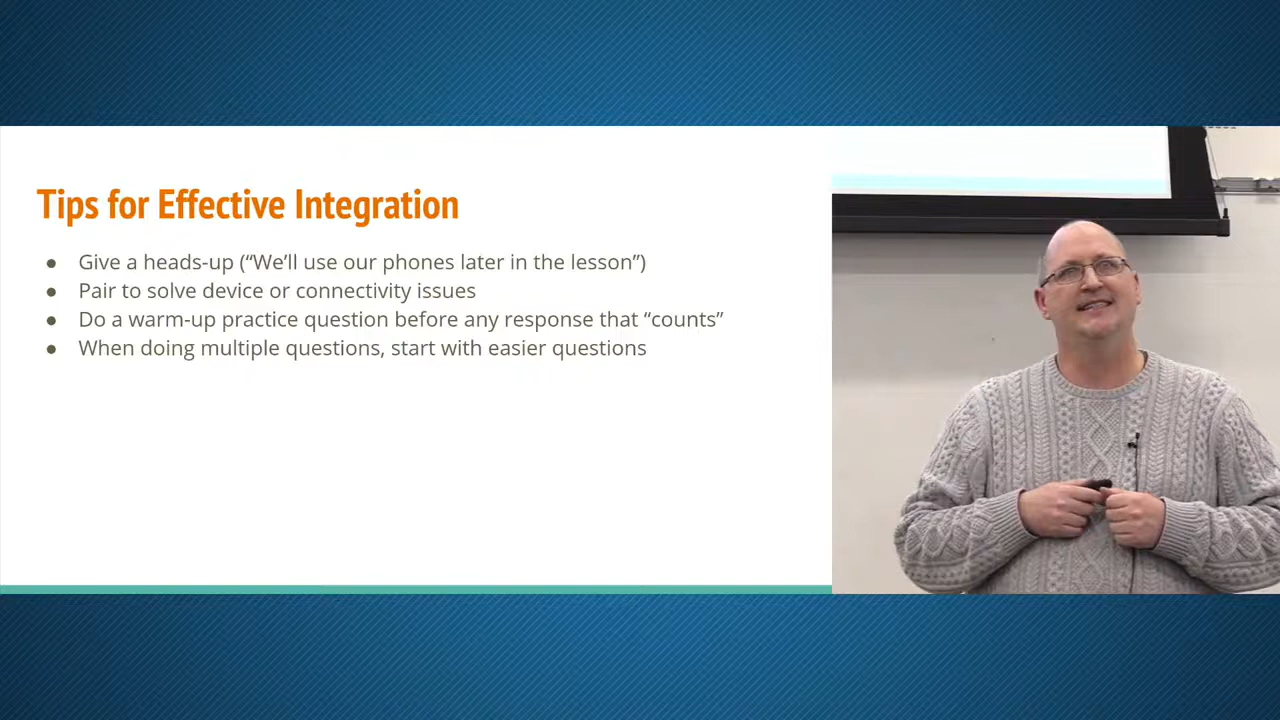 Tips for Effective Integration
● Give a heads-up (“We’ll use our phones later in the lesson”)
● Pair to solve device or connectivity issues
● Do a warm-up practice question before any response that “counts”
● When doing multiple questions, start with easier questions